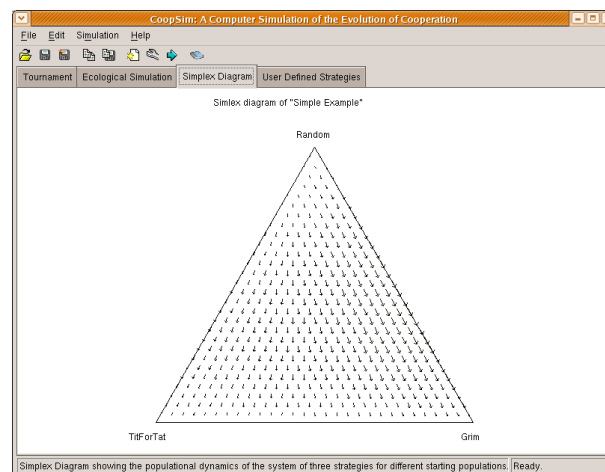 CoopSim: A Computer Simulation of the Evolution of Cooperation
File Edit Simulation Help
Tournament Ecological Simulation Simplex Diagram User Defined Strategies
Simlex diagram of "Simple Example"
Random
TitForTat Grim
Simplex Diagram showing the populational dynamics of the system of three strategies for different starting populations. Ready.